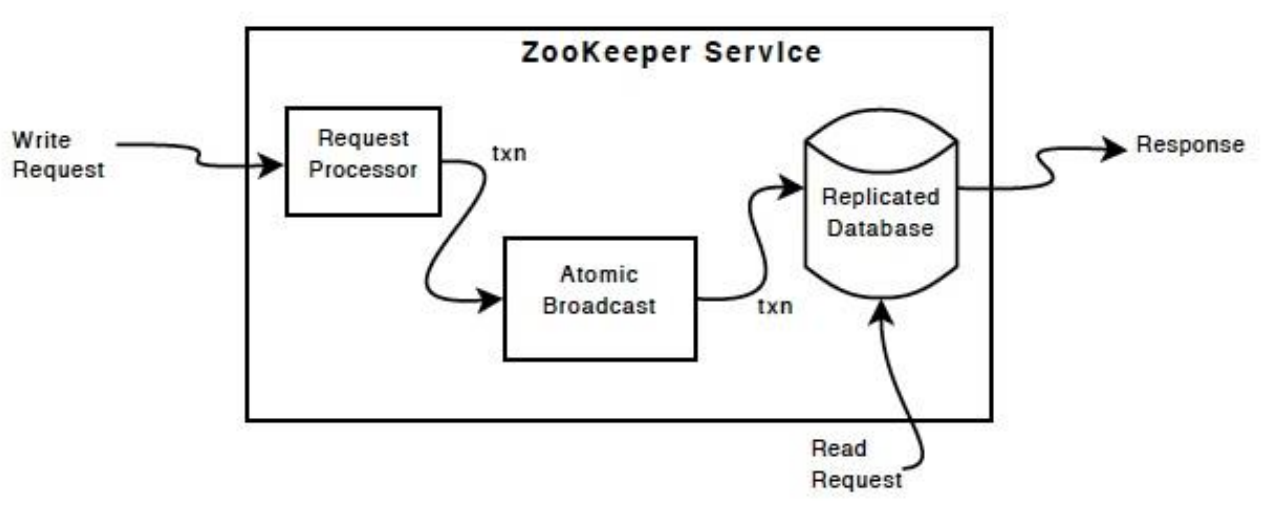 ZooKeeper Service
Write
Request
Request
Processor
txn
Atomic
Broadcast
txn
Replicated
Database
Response
Read
Request